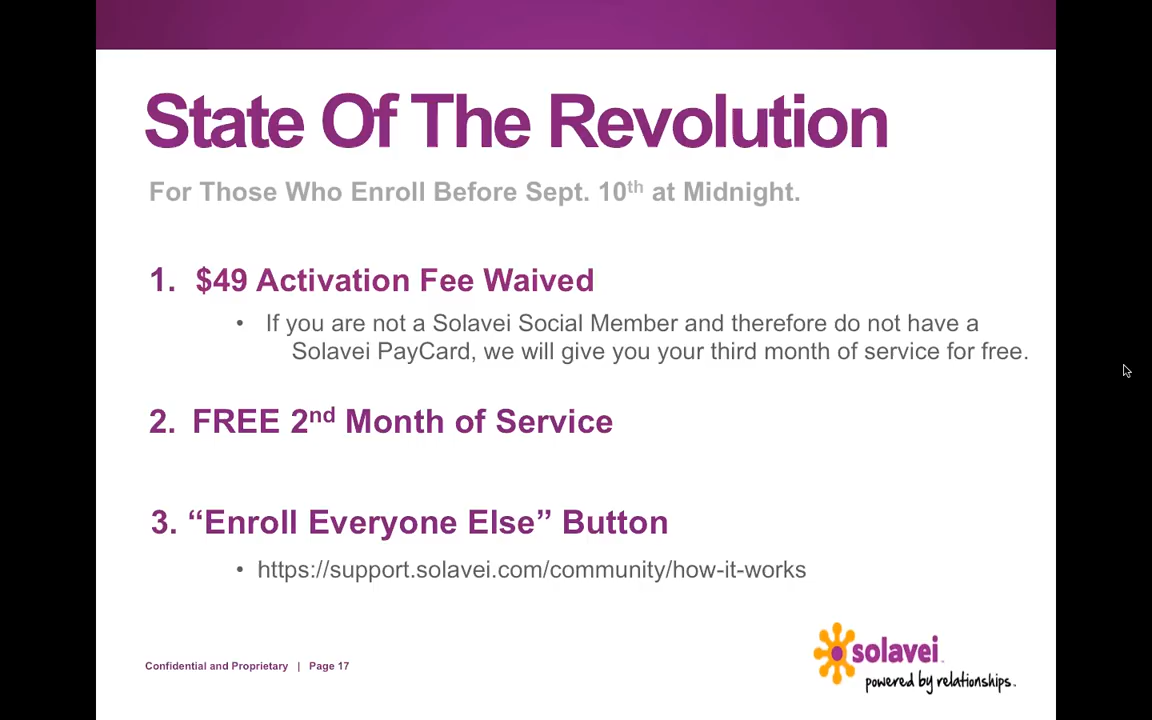 State Of The Revolution
For Those Who Enroll Before Sept. 10th at Midnight.
1. $49 Activation Fee Waived
• If you are not a Solavei Social Member and therefore do not have a
Solavei PayCard, we will give you your third month of service for free.
2. FREE 2nd Month of Service
3. “Enroll Everyone Else” Button
• https://support.solavei.com/community/how-it-works
solavei
powered by relationships.
Confidential and Proprietary | Page 17